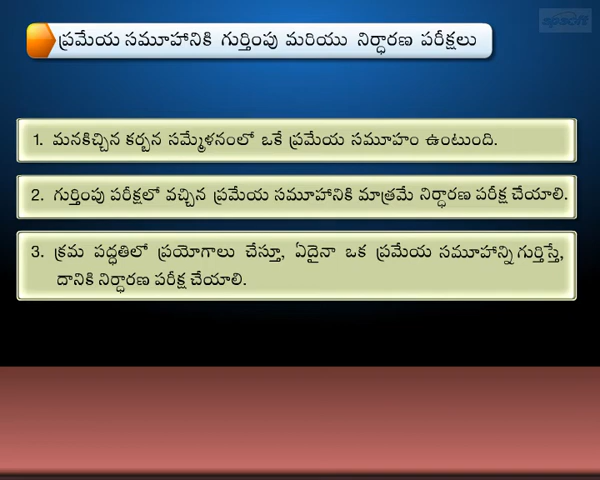 apsoft
ప్రమేయ సమూహానికి గుర్తింపు మరియు నిర్ధారణ పరీక్షలు
1. మనకిచ్చిన కర్బన సమ్మేళనంలో ఒకే ప్రమేయ సమూహం ఉంటుంది.
2. గుర్తింపు పరీక్షలో వచ్చిన ప్రమేయ సమూహానికి మాత్రమే నిర్ధారణ పరీక్ష చేయాలి.
3. క్రమ పద్ధతిలో ప్రయోగాలు చేస్తూ, ఏదైనా ఒక ప్రమేయ సమూహాన్ని గుర్తిస్తే,
దానికి నిర్ధారణ పరీక్ష చేయాలి.